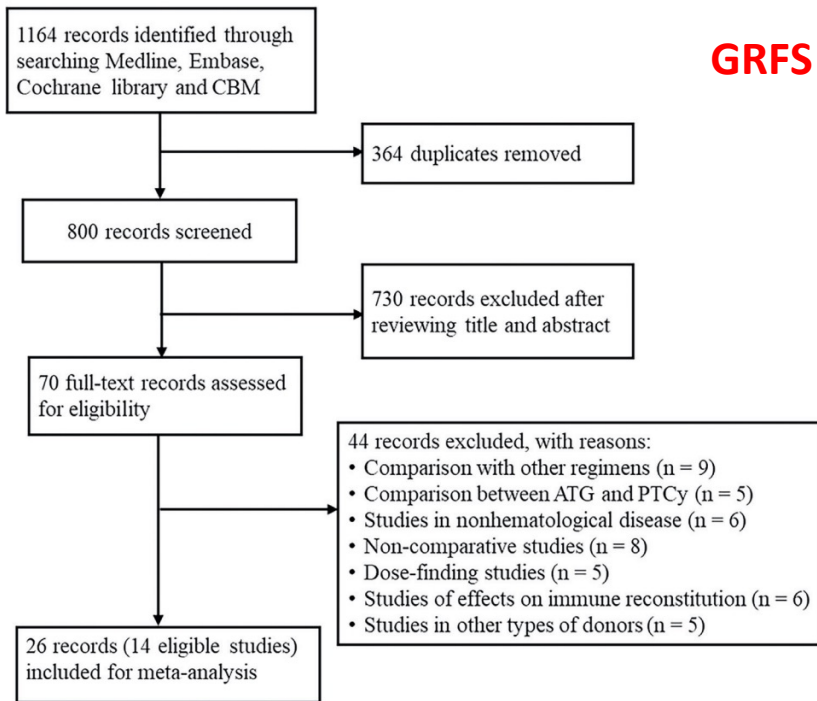 1164 records identified through
searching Medline, Embase,
Cochrane library and CBM
GRFS
364 duplicates removed
800 records screened
730 records excluded after
reviewing title and abstract
70 full-text records assessed
for eligibility
44 records excluded, with reasons:
• Comparison with other regimens (n = 9)
• Comparison between ATG and PTCy (n = 5)
• Studies in nonhematological disease (n = 6)
• Non-comparative studies (n = 8)
• Dose-finding studies (n = 5)
• Studies of effects on immune reconstitution (n = 6)
• Studies in other types of donors (n = 5)
26 records (14 eligible studies)
included for meta-analysis